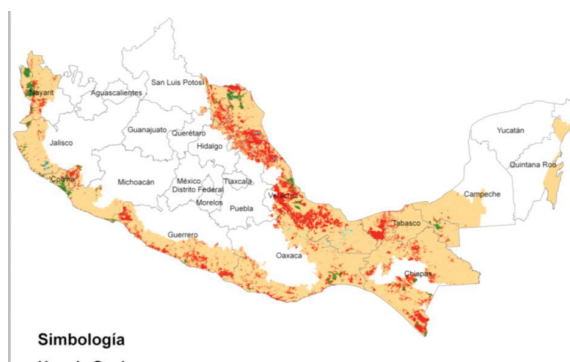 San Luis Potosí
Nayarit
Aguascalientes
Yucatán
Guanajuato
Querétaro
Jalisco
Hidalgo
Quintana Roo
Colima
Michoacán
México
Tlaxcala
Distrito Federal
Veracruz
Campeche
Morelos
Puebla
Tabasco
Guerrero
Oaxaca
Chiapas
Simbología